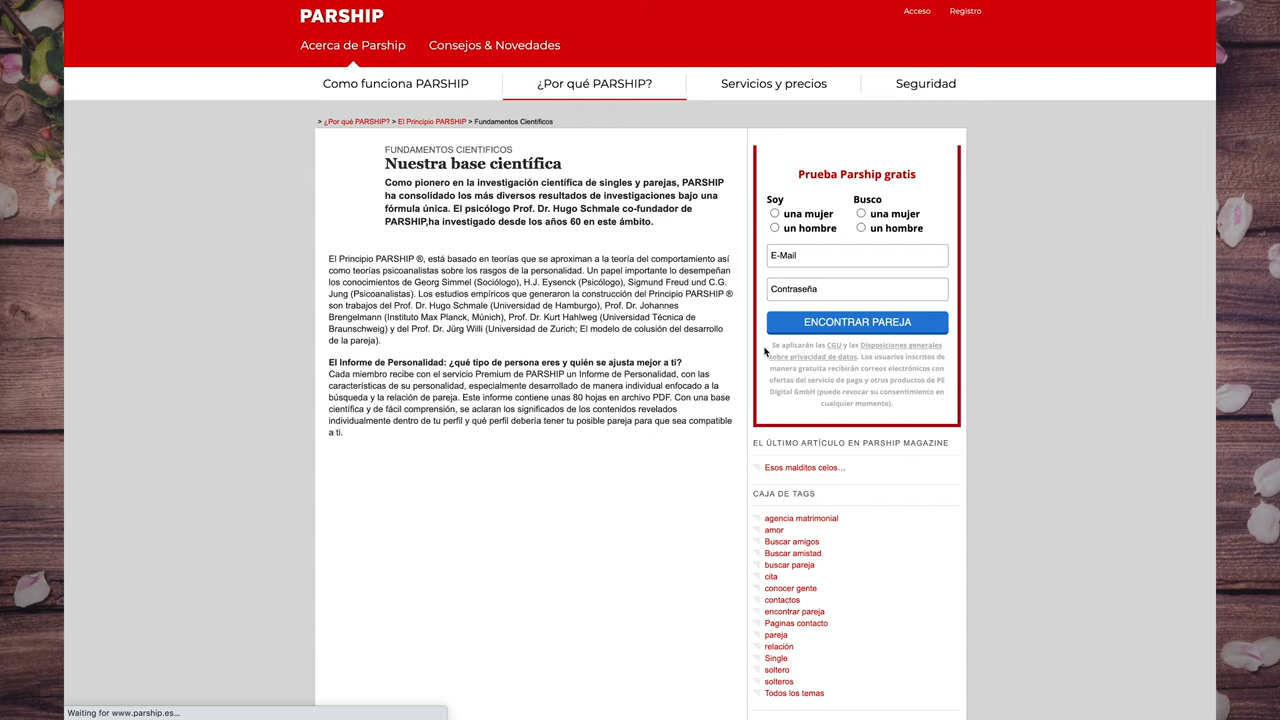 PARSHIP
Acceso
Registro
Acerca de Parship
Consejos & Novedades
Como funciona PARSHIP
¿Por qué PARSHIP?
Servicios y precios
Seguridad
> ¿Por qué PARSHIP? > El Principio PARSHIP > Fundamentos Cientificos
FUNDAMENTOS CIENTIFICOS
Nuestra base científica
Como pionero en la investigación científica de singles y parejas, PARSHIP
ha consolidado los más diversos resultados de investigaciones bajo una
fórmula única. El psicólogo Prof. Dr. Hugo Schmale co-fundador de
PARSHIP,ha investigado desde los años 60 en este ámbito.
El Principio PARSHIP ®, está basado en teorías que se aproximan a la teoría del comportamiento así
como teorías psicoanalistas sobre los rasgos de la personalidad. Un papel importante lo desempeñan
los conocimientos de Georg Simmel (Sociólogo), H.J. Eysenck (Psicólogo), Sigmund Freud und C.G.
Jung (Psicoanalistas). Los estudios empíricos que generaron la construcción del Principio PARSHIP ®
son trabajos del Prof. Dr. Hugo Schmale (Universidad de Hamburgo), Prof. Dr. Johannes
Brengelmann (Instituto Max Planck, Múnich), Prof. Dr. Kurt Hahlweg (Universidad Técnica de
Braunschweig) y del Prof. Dr. Jürg Willi (Universidad de Zurich; El modelo de colusión del desarrollo
de la pareja).
El Informe de Personalidad: ¿qué tipo de persona eres y quién se ajusta mejor a ti?
Cada miembro recibe con el servicio Premium de PARSHIP un Informe de Personalidad, con las
características de su personalidad, especialmente desarrollado de manera individual enfocado a la
búsqueda y la relación de pareja. Este informe contiene unas 80 hojas en archivo PDF. Con una base
científica y de fácil comprensión, se aclaran los significados de los contenidos revelados
individualmente dentro de tu perfil y qué perfil debería tener tu posible pareja para que sea compatible
a ti.
Prueba Parship gratis
Soy
Busco
una mujer
una mujer
un hombre
un hombre
E-Mail
Contraseña
ENCONTRAR PAREJA
Se aplicarán las CGU y las Disposiciones generales
sobre privacidad de datos. Los usuarios inscritos de
manera gratuita recibirán correos electrónicos con
ofertas del servicio de pago y otros productos de PE
Digital GmbH (puede revocar su consentimiento en
cualquier momento).
EL ÚLTIMO ARTÍCULO EN PARSHIP MAGAZINE
Esos malditos celos…
CAJA DE TAGS
agencia matrimonial
amor
Buscar amigos
Buscar amistad
buscar pareja
cita
conocer gente
contactos
encontrar pareja
Paginas contacto
pareja
relación
Single
soltero
solteros
Todos los temas
Waiting for www.parship.es...